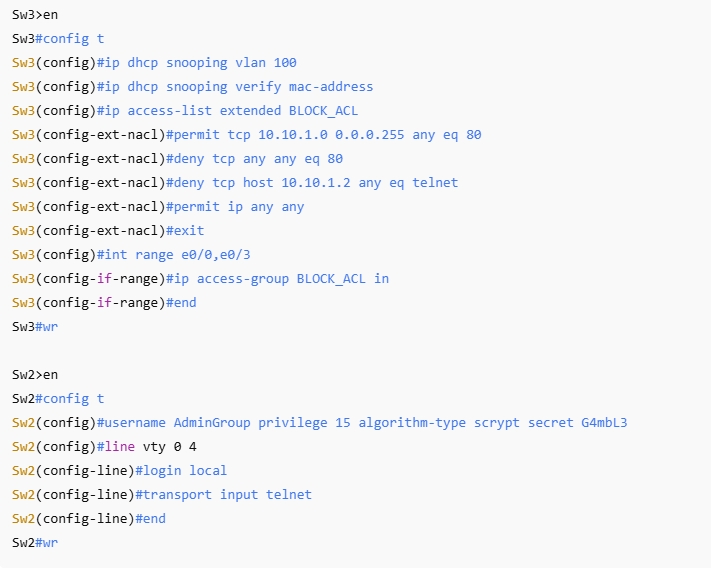 Sw3>en
Sw3#config t
Sw3(config)#ip dhcp snooping vlan 100
Sw3(config)#ip dhcp snooping verify mac-address
Sw3(config)#ip access-list extended BLOCK_ACL
Sw3(config-ext-nacl)#permit tcp 10.10.1.0 0.0.0.255 any eq 80
Sw3(config-ext-nacl)#deny tcp any any eq 80
Sw3(config-ext-nacl)#deny tcp host 10.10.1.2 any eq telnet
Sw3(config-ext-nacl)#permit ip any any
Sw3(config-ext-nacl)#exit
Sw3(config)#int range e0/0,e0/3
Sw3(config-if-range)#ip access-group BLOCK_ACL in
Sw3(config-if-range)#end
Sw3#wr
Sw2>en
Sw2#config t
Sw2(config)#username AdminGroup privilege 15 algorithm-type scrypt secret G4mbL3
Sw2(config)#line vty 0 4
Sw2(config-line)#login local
Sw2(config-line)#transport input telnet
Sw2(config-line)#end
Sw2#wr